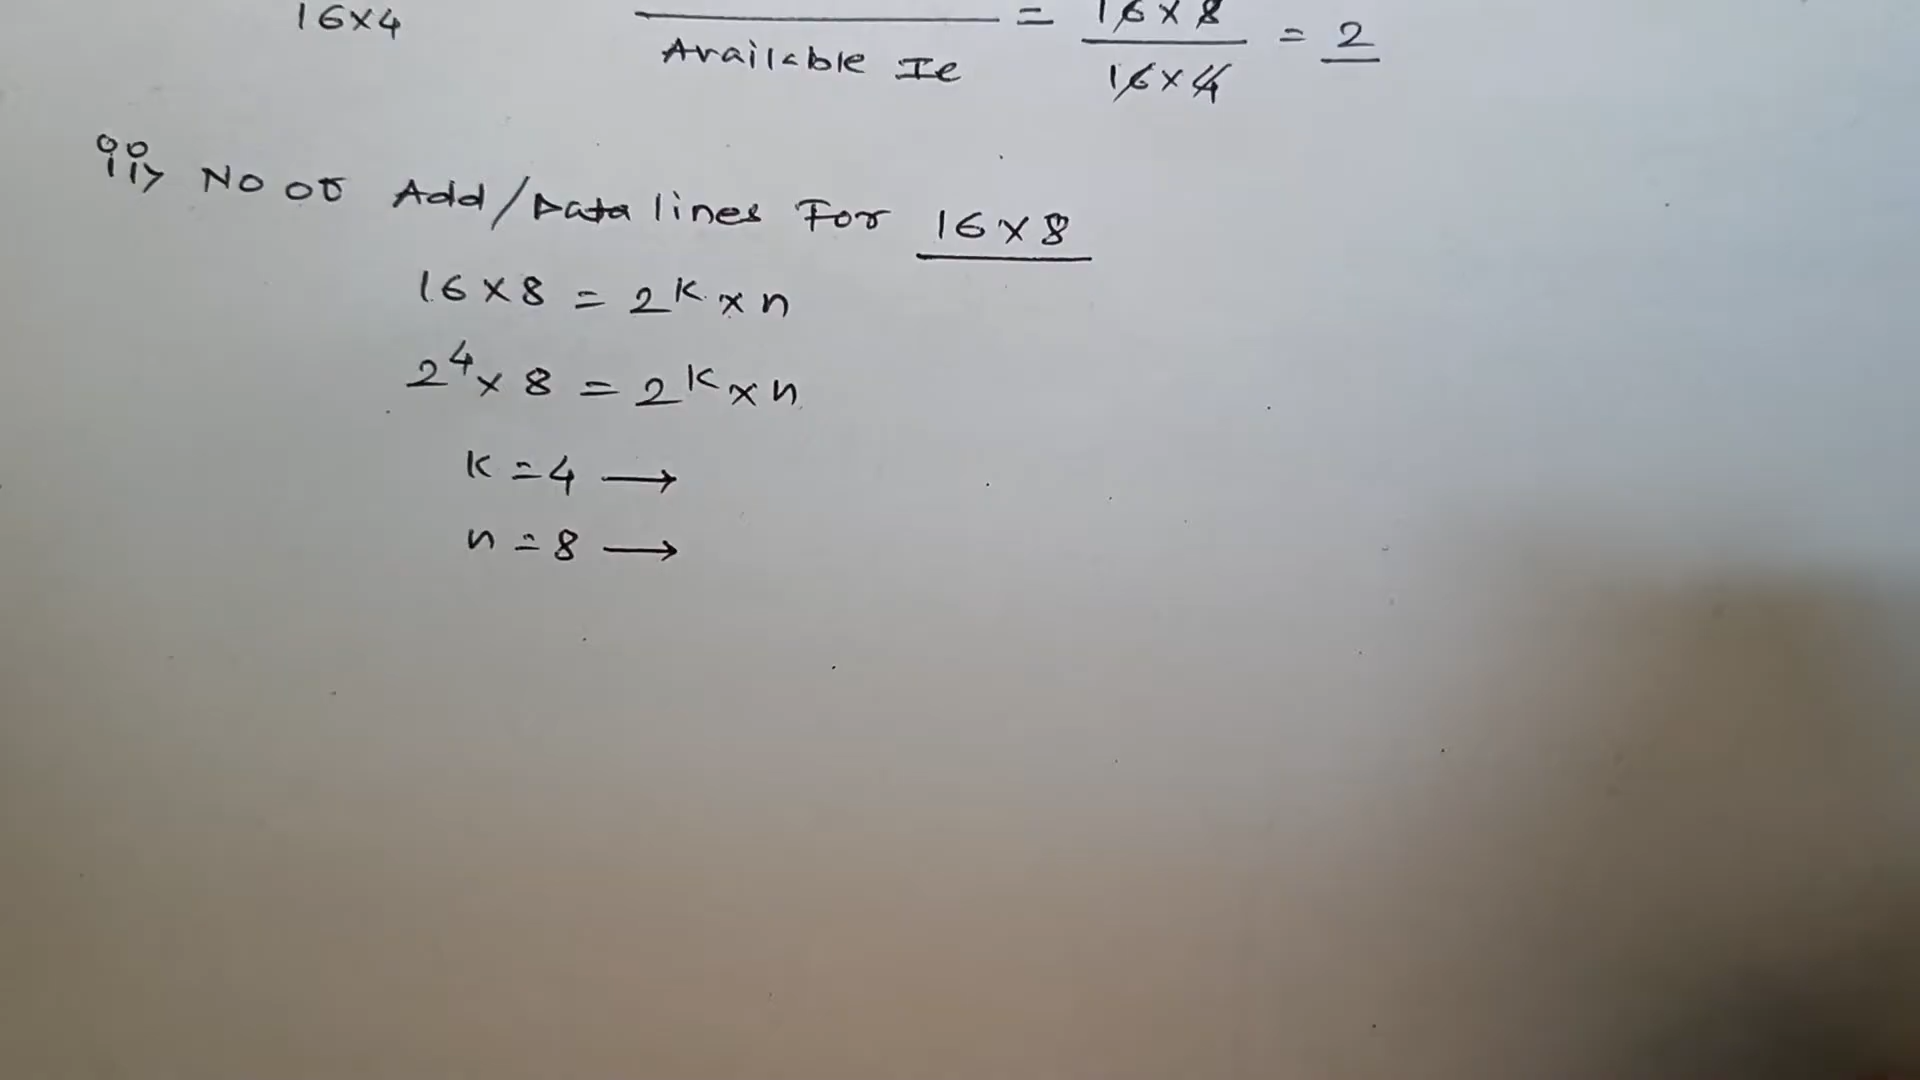 16x4
= 16x8 = 2
Available Ic 16x4
ii> No of Add/Data lines For 16x8
16x8 = 2^k x n
2^4 x 8 = 2^k x n
k = 4 →
n = 8 →